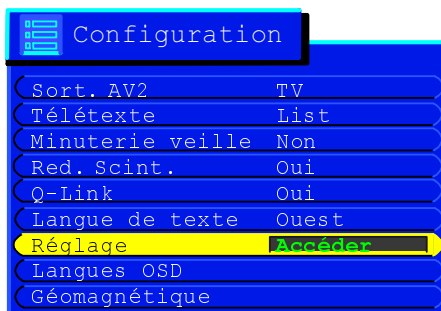 Configuration
Sort. AV2 TV
Télétexte List
Minuterie veille Non
Red. Scint. Oui
Q-Link Oui
Langue de texte Ouest
Réglage Accéder
Langues OSD
Géomagnétique